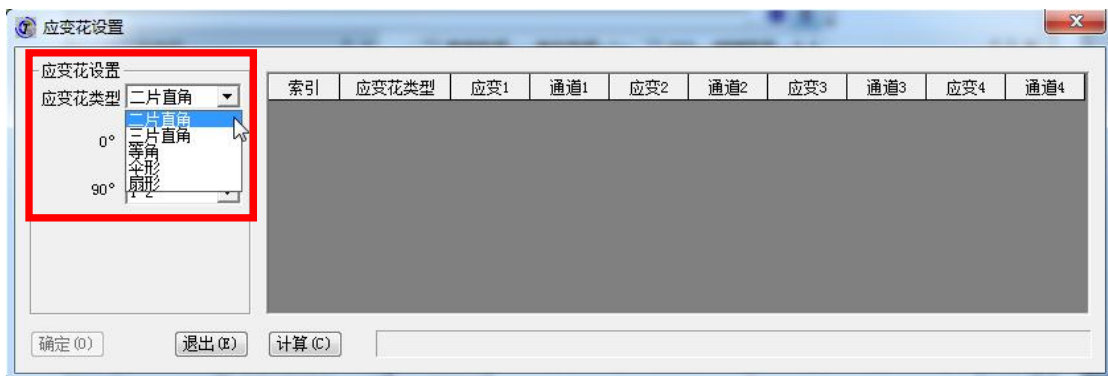 应变花设置
应变花设置
应变花类型 二片直角
二片直角
0° 三片直角
等角
伞形
90° 扇形
索引 应变花类型 应变1 通道1 应变2 通道2 应变3 通道3 应变4 通道4
确定(O) 退出(E) 计算(C)